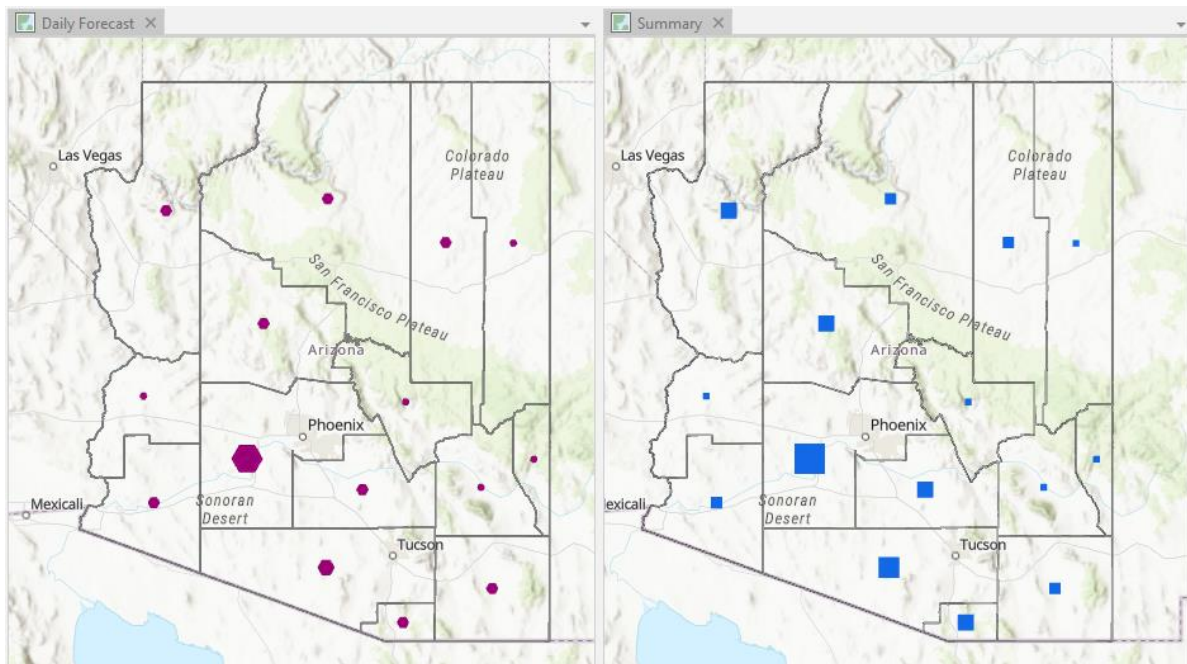 Daily Forecast
Las Vegas
Colorado
Plateau
San Francisco Plateau
Arizona
Phoenix
Mexicali
Sonoran
Desert
Tucson
Summary
Las Vegas
Colorado
Plateau
San Francisco Plateau
Arizona
Phoenix
exicali
Sonoran
Desert
Tucson